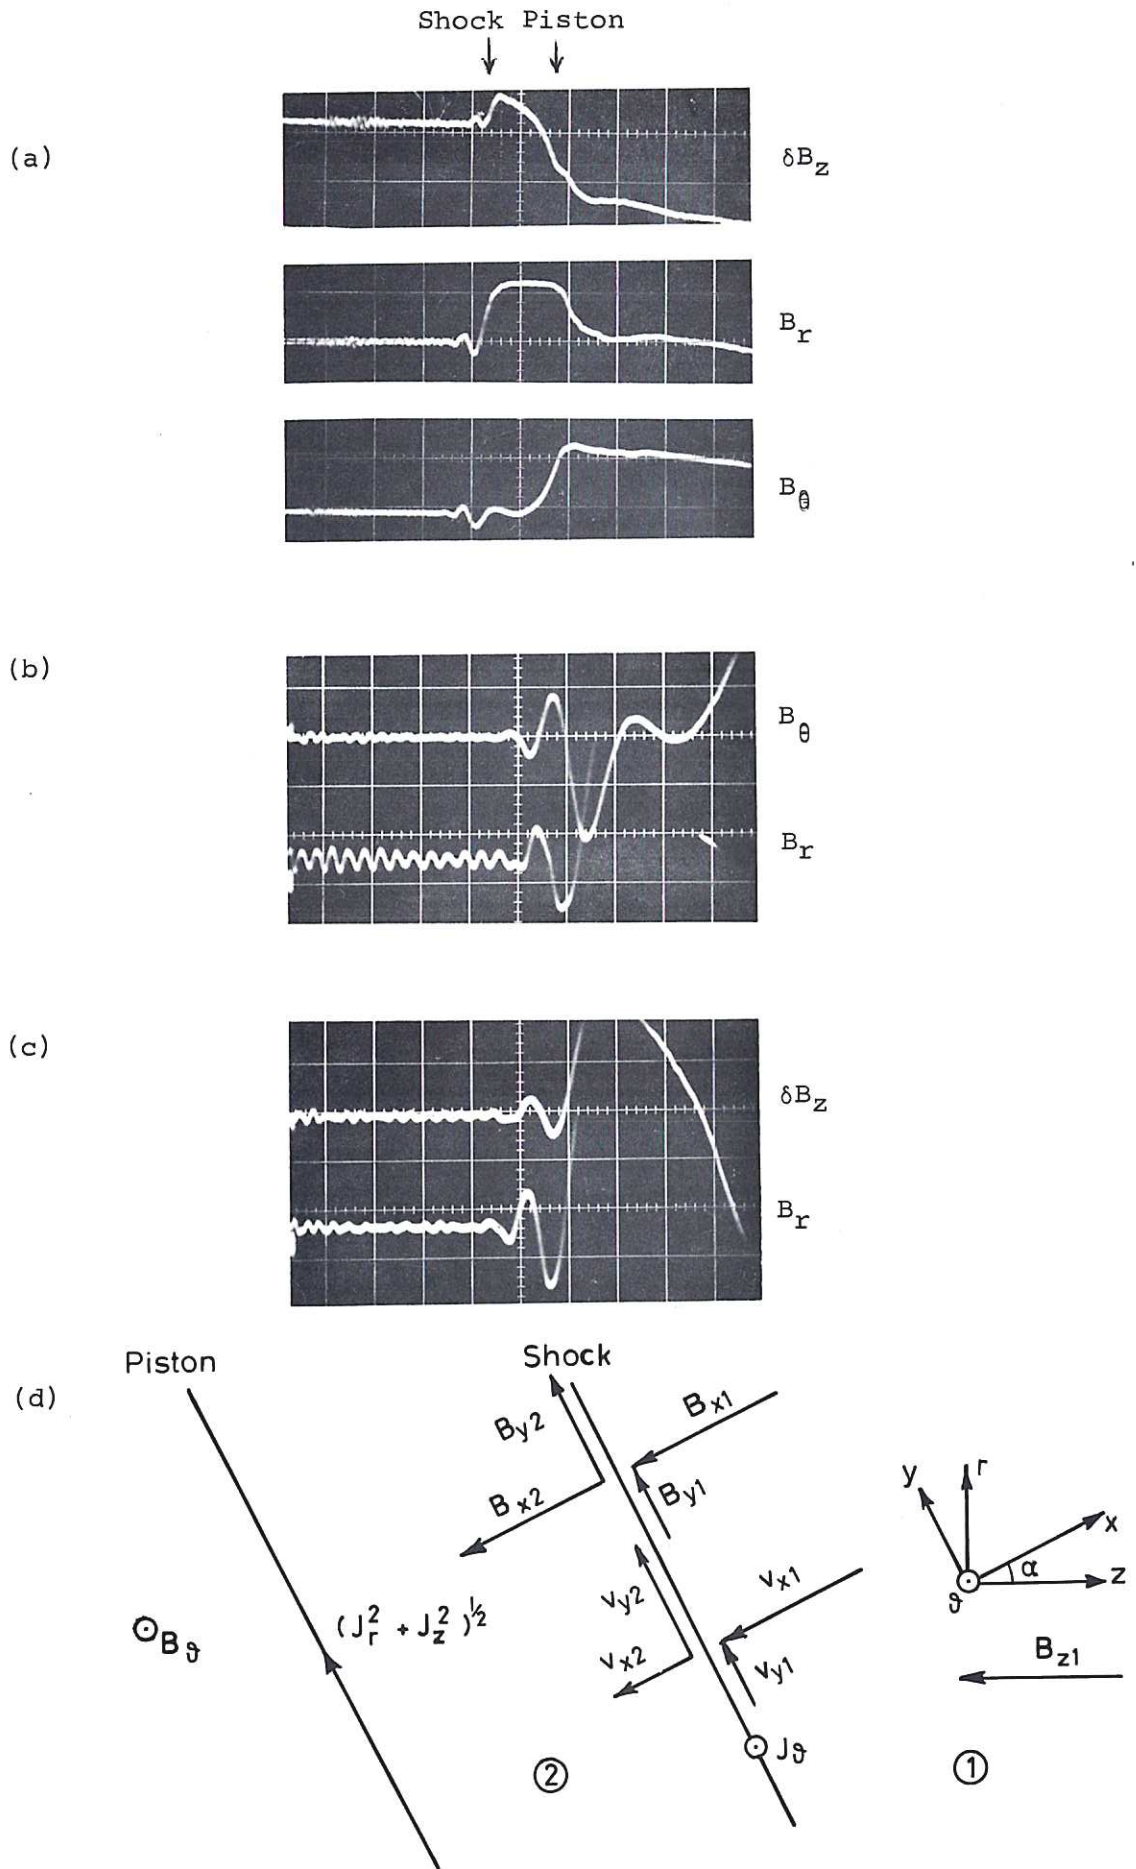 Shock Piston
(a)
δB_z
B_r
B_θ
(b)
B_θ
B_r
(c)
δB_z
B_r
(d)
Piston
Shock
B_x1
B_y2
B_y1
B_x2
y
r
x
α
z
ϑ
v_x1
v_y2
(J_r^2 + J_z^2)^½
B_ϑ
v_x2
v_y1
B_z1
J_ϑ
②
①